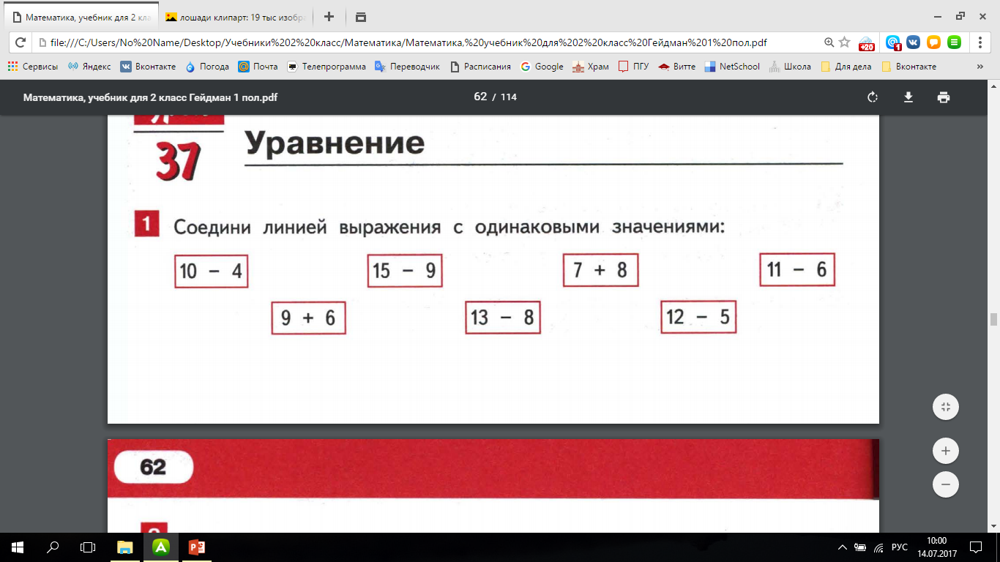 Математика, учебник для 2 кла
лошади клипарт: 19 тыс изобра
file:///C:/Users/No%20Name/Desktop/Учебники%202%20класс/Математика/Математика,%20учебник%20для%202%20класс%20Гейдман%201%20пол.pdf
+20
1
Сервисы Яндекс Вконтакте Погода Почта Телепрограмма Переводчик Расписания Google Храм ПГУ Витте NetSchool Школа Для дела Вконтакте »
Математика, учебник для 2 класс Гейдман 1 пол.pdf 62 / 114
37 Уравнение
1 Соедини линией выражения с одинаковыми значениями:
10 − 4 15 − 9 7 + 8 11 − 6
9 + 6 13 − 8 12 − 5
62
РУС 10:00
14.07.2017